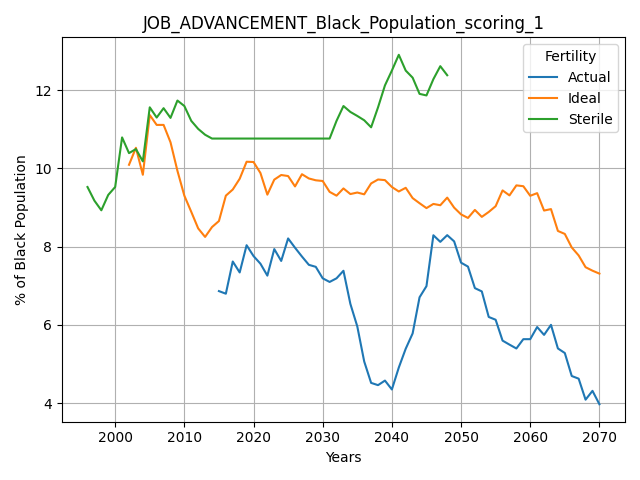 JOB_ADVANCEMENT_Black_Population_scoring_1
Fertility
Actual
Ideal
Sterile
% of Black Population
12
10
8
6
4
2000 2010 2020 2030 2040 2050 2060 2070
Years